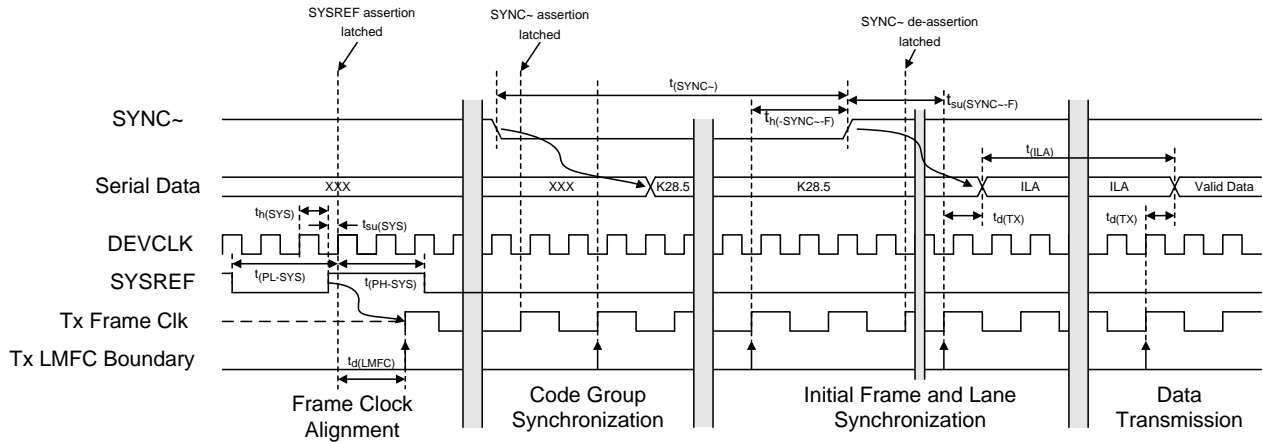 SYSREF assertion
latched
SYNC~ assertion
latched
SYNC~ de-assertion
latched
t(SYNC~)
tsu(SYNC~-F)
th(-SYNC~-F)
SYNC~
t(ILA)
Serial Data
XXX
XXX
K28.5
K28.5
ILA
ILA
Valid Data
th(SYS)
tsu(SYS)
td(TX)
td(TX)
DEVCLK
t(PL-SYS)
t(PH-SYS)
SYSREF
Tx Frame Clk
Tx LMFC Boundary
td(LMFC)
Frame Clock
Alignment
Code Group
Synchronization
Initial Frame and Lane
Synchronization
Data
Transmission